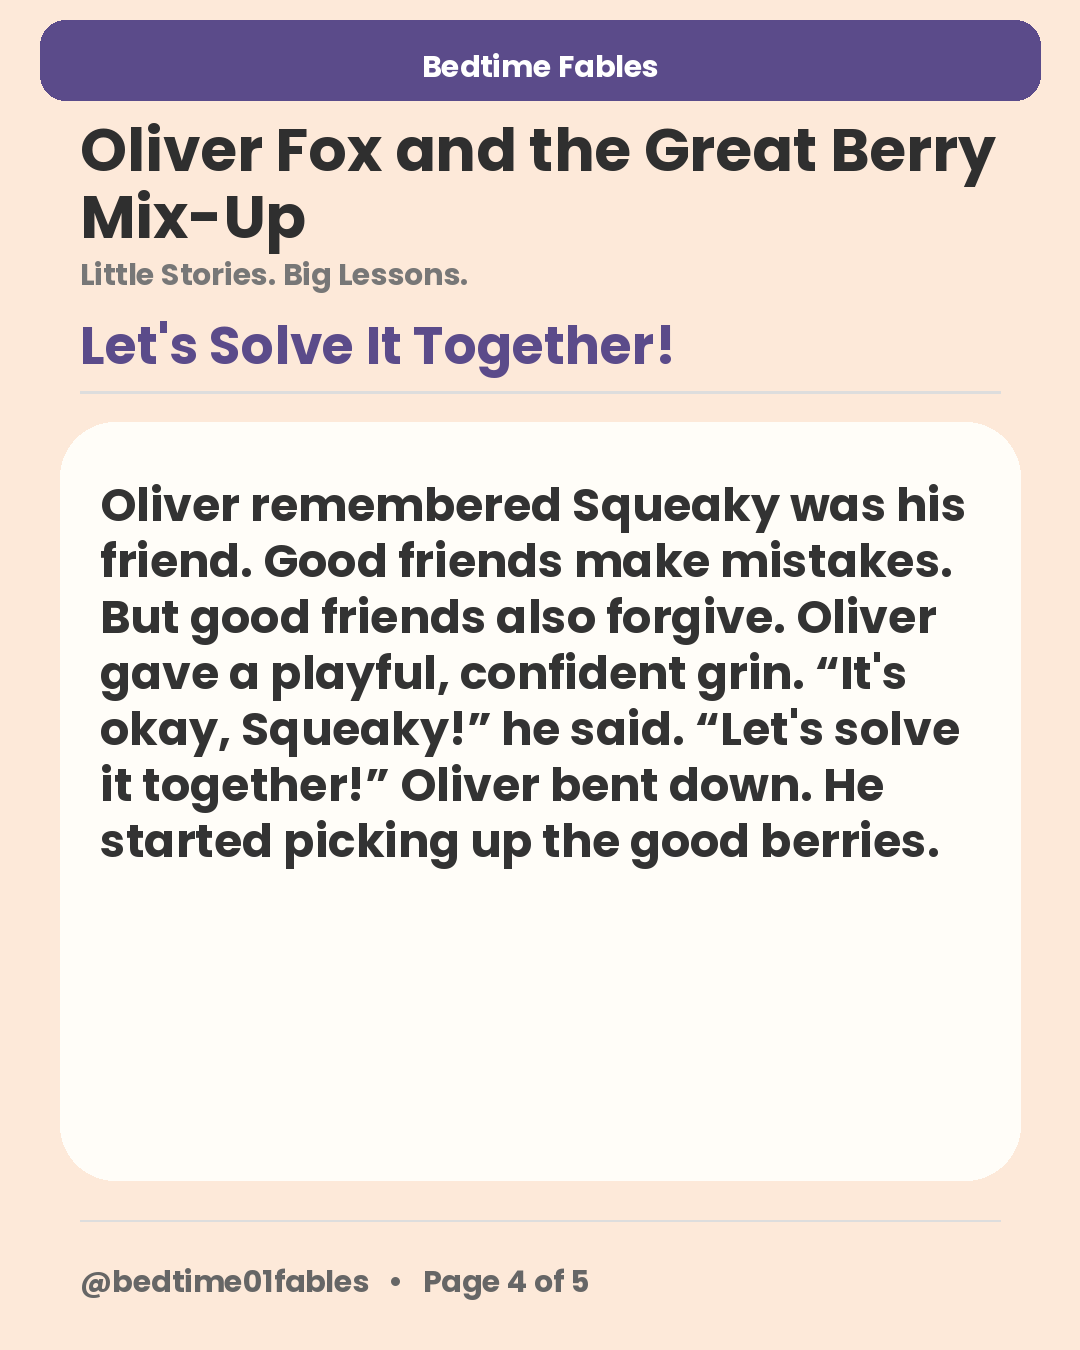 Bedtime Fables
Oliver Fox and the Great Berry
Mix-Up
Little Stories. Big Lessons.
Let's Solve It Together!
Oliver remembered Squeaky was his
friend. Good friends make mistakes.
But good friends also forgive. Oliver
gave a playful, confident grin. “It's
okay, Squeaky!” he said. “Let's solve
it together!” Oliver bent down. He
started picking up the good berries.
@bedtime01fables • Page 4 of 5